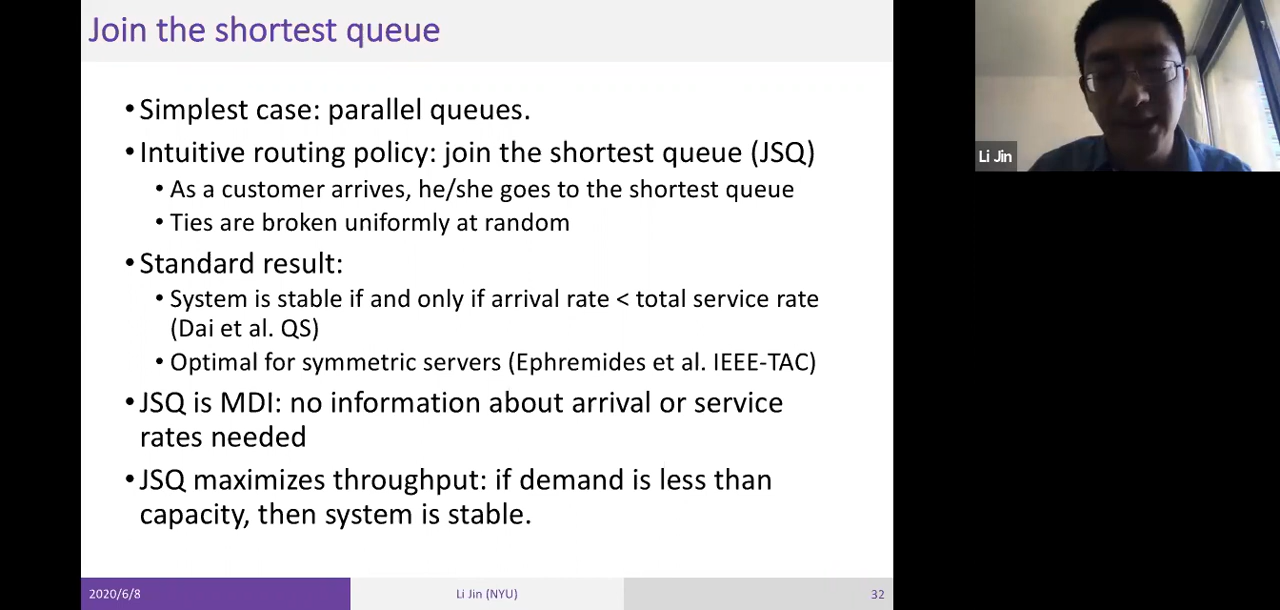 Join the shortest queue
• Simplest case: parallel queues.
• Intuitive routing policy: join the shortest queue (JSQ)
• As a customer arrives, he/she goes to the shortest queue
• Ties are broken uniformly at random
• Standard result:
• System is stable if and only if arrival rate < total service rate
(Dai et al. QS)
• Optimal for symmetric servers (Ephremides et al. IEEE-TAC)
• JSQ is MDI: no information about arrival or service
rates needed
• JSQ maximizes throughput: if demand is less than
capacity, then system is stable.
2020/6/8
Li Jin (NYU)
32
Li Jin